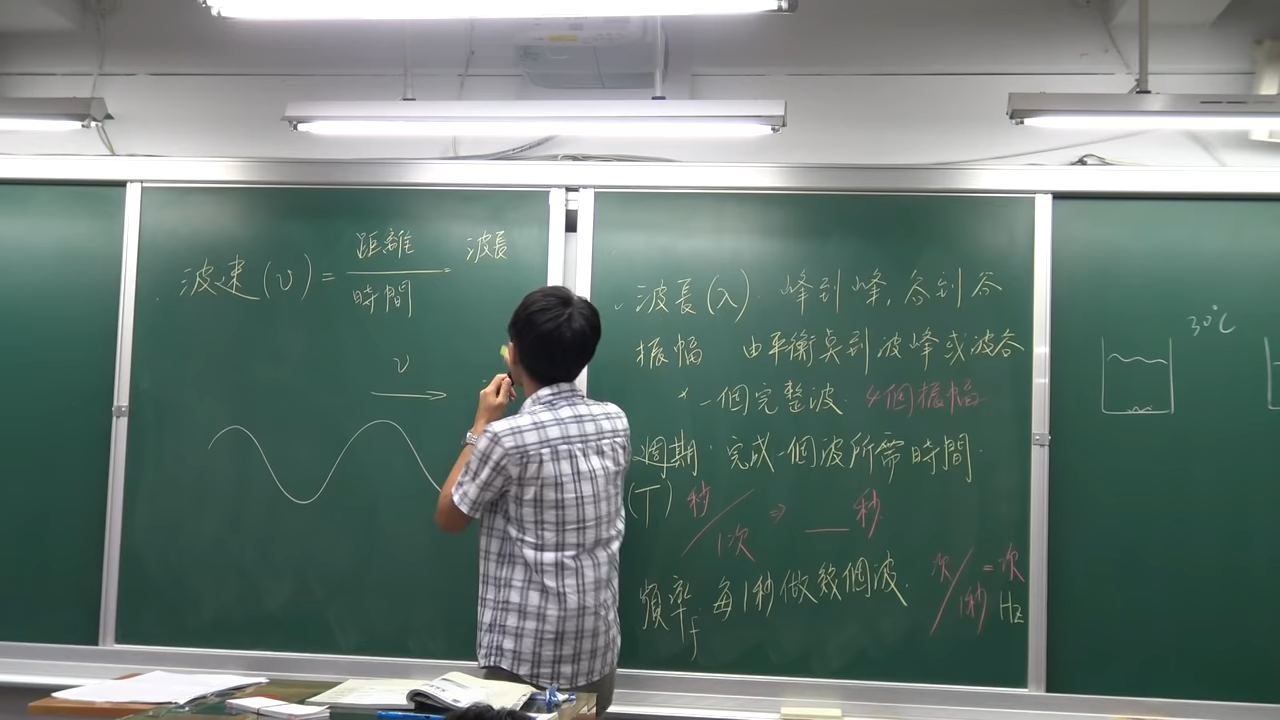 波速(v) = 距離/時間 = 波長
v
波長(λ) 峰到峰, 谷到谷
振幅 由平衡点到波峰或波谷
一個完整波 4個振幅
週期 完成一個波所需時間
(T) 秒/1次 ⇒ __秒
頻率f 每1秒做幾個波 次/1秒 = 次 Hz
30°C